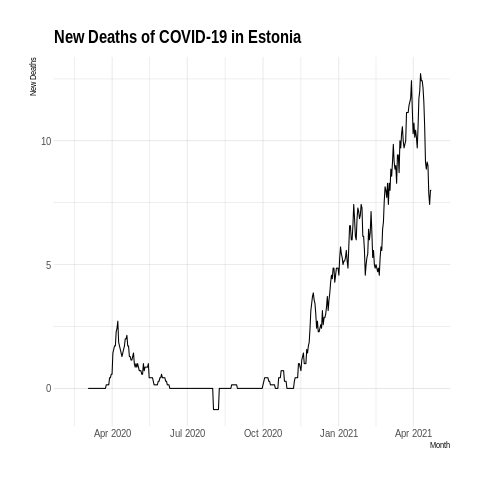 New Deaths of COVID-19 in Estonia
New Deaths
10
5
0
Apr 2020 Jul 2020 Oct 2020 Jan 2021 Apr 2021
Month